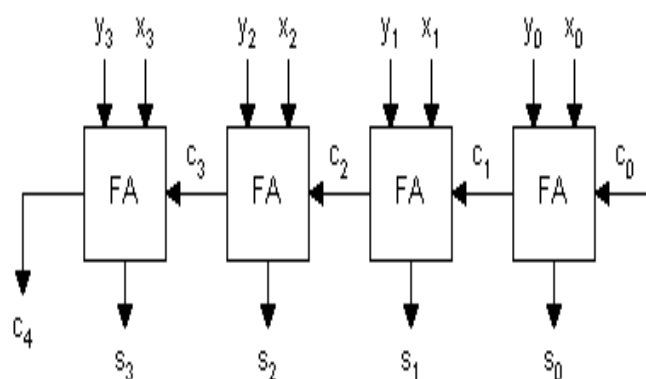 y₃ x₃ y₂ x₂ y₁ x₁ y₀ x₀
c₃ c₂ c₁ c₀
FA FA FA FA
c₄
s₃ s₂ s₁ s₀